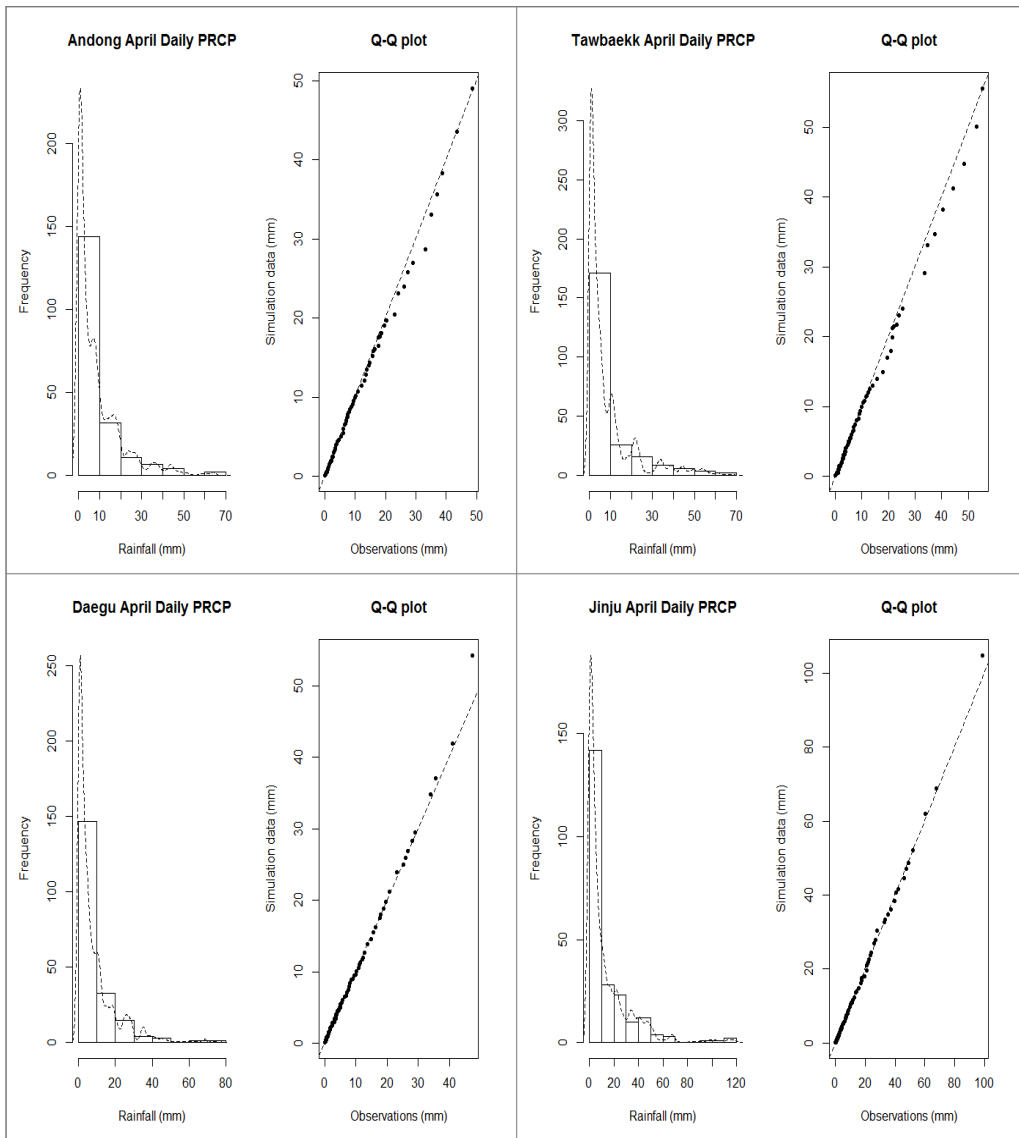 Andong April Daily PRCP
Frequency
0 50 100 150 200
0 10 30 50 70
Rainfall (mm)
Q-Q plot
Simulation data (mm)
0 10 20 30 40 50
0 10 20 30 40 50
Observations (mm)
Tawbaekk April Daily PRCP
Frequency
0 50 100 150 200 250 300
0 10 30 50 70
Rainfall (mm)
Q-Q plot
Simulation data (mm)
0 10 20 30 40 50
0 10 20 30 40 50
Observations (mm)
Daegu April Daily PRCP
Frequency
0 50 100 150 200 250
0 20 40 60 80
Rainfall (mm)
Q-Q plot
Simulation data (mm)
0 10 20 30 40 50
0 10 20 30 40
Observations (mm)
Jinju April Daily PRCP
Frequency
0 50 100 150
0 20 40 60 80 120
Rainfall (mm)
Q-Q plot
Simulation data (mm)
0 20 40 60 80 100
0 20 40 60 80 100
Observations (mm)